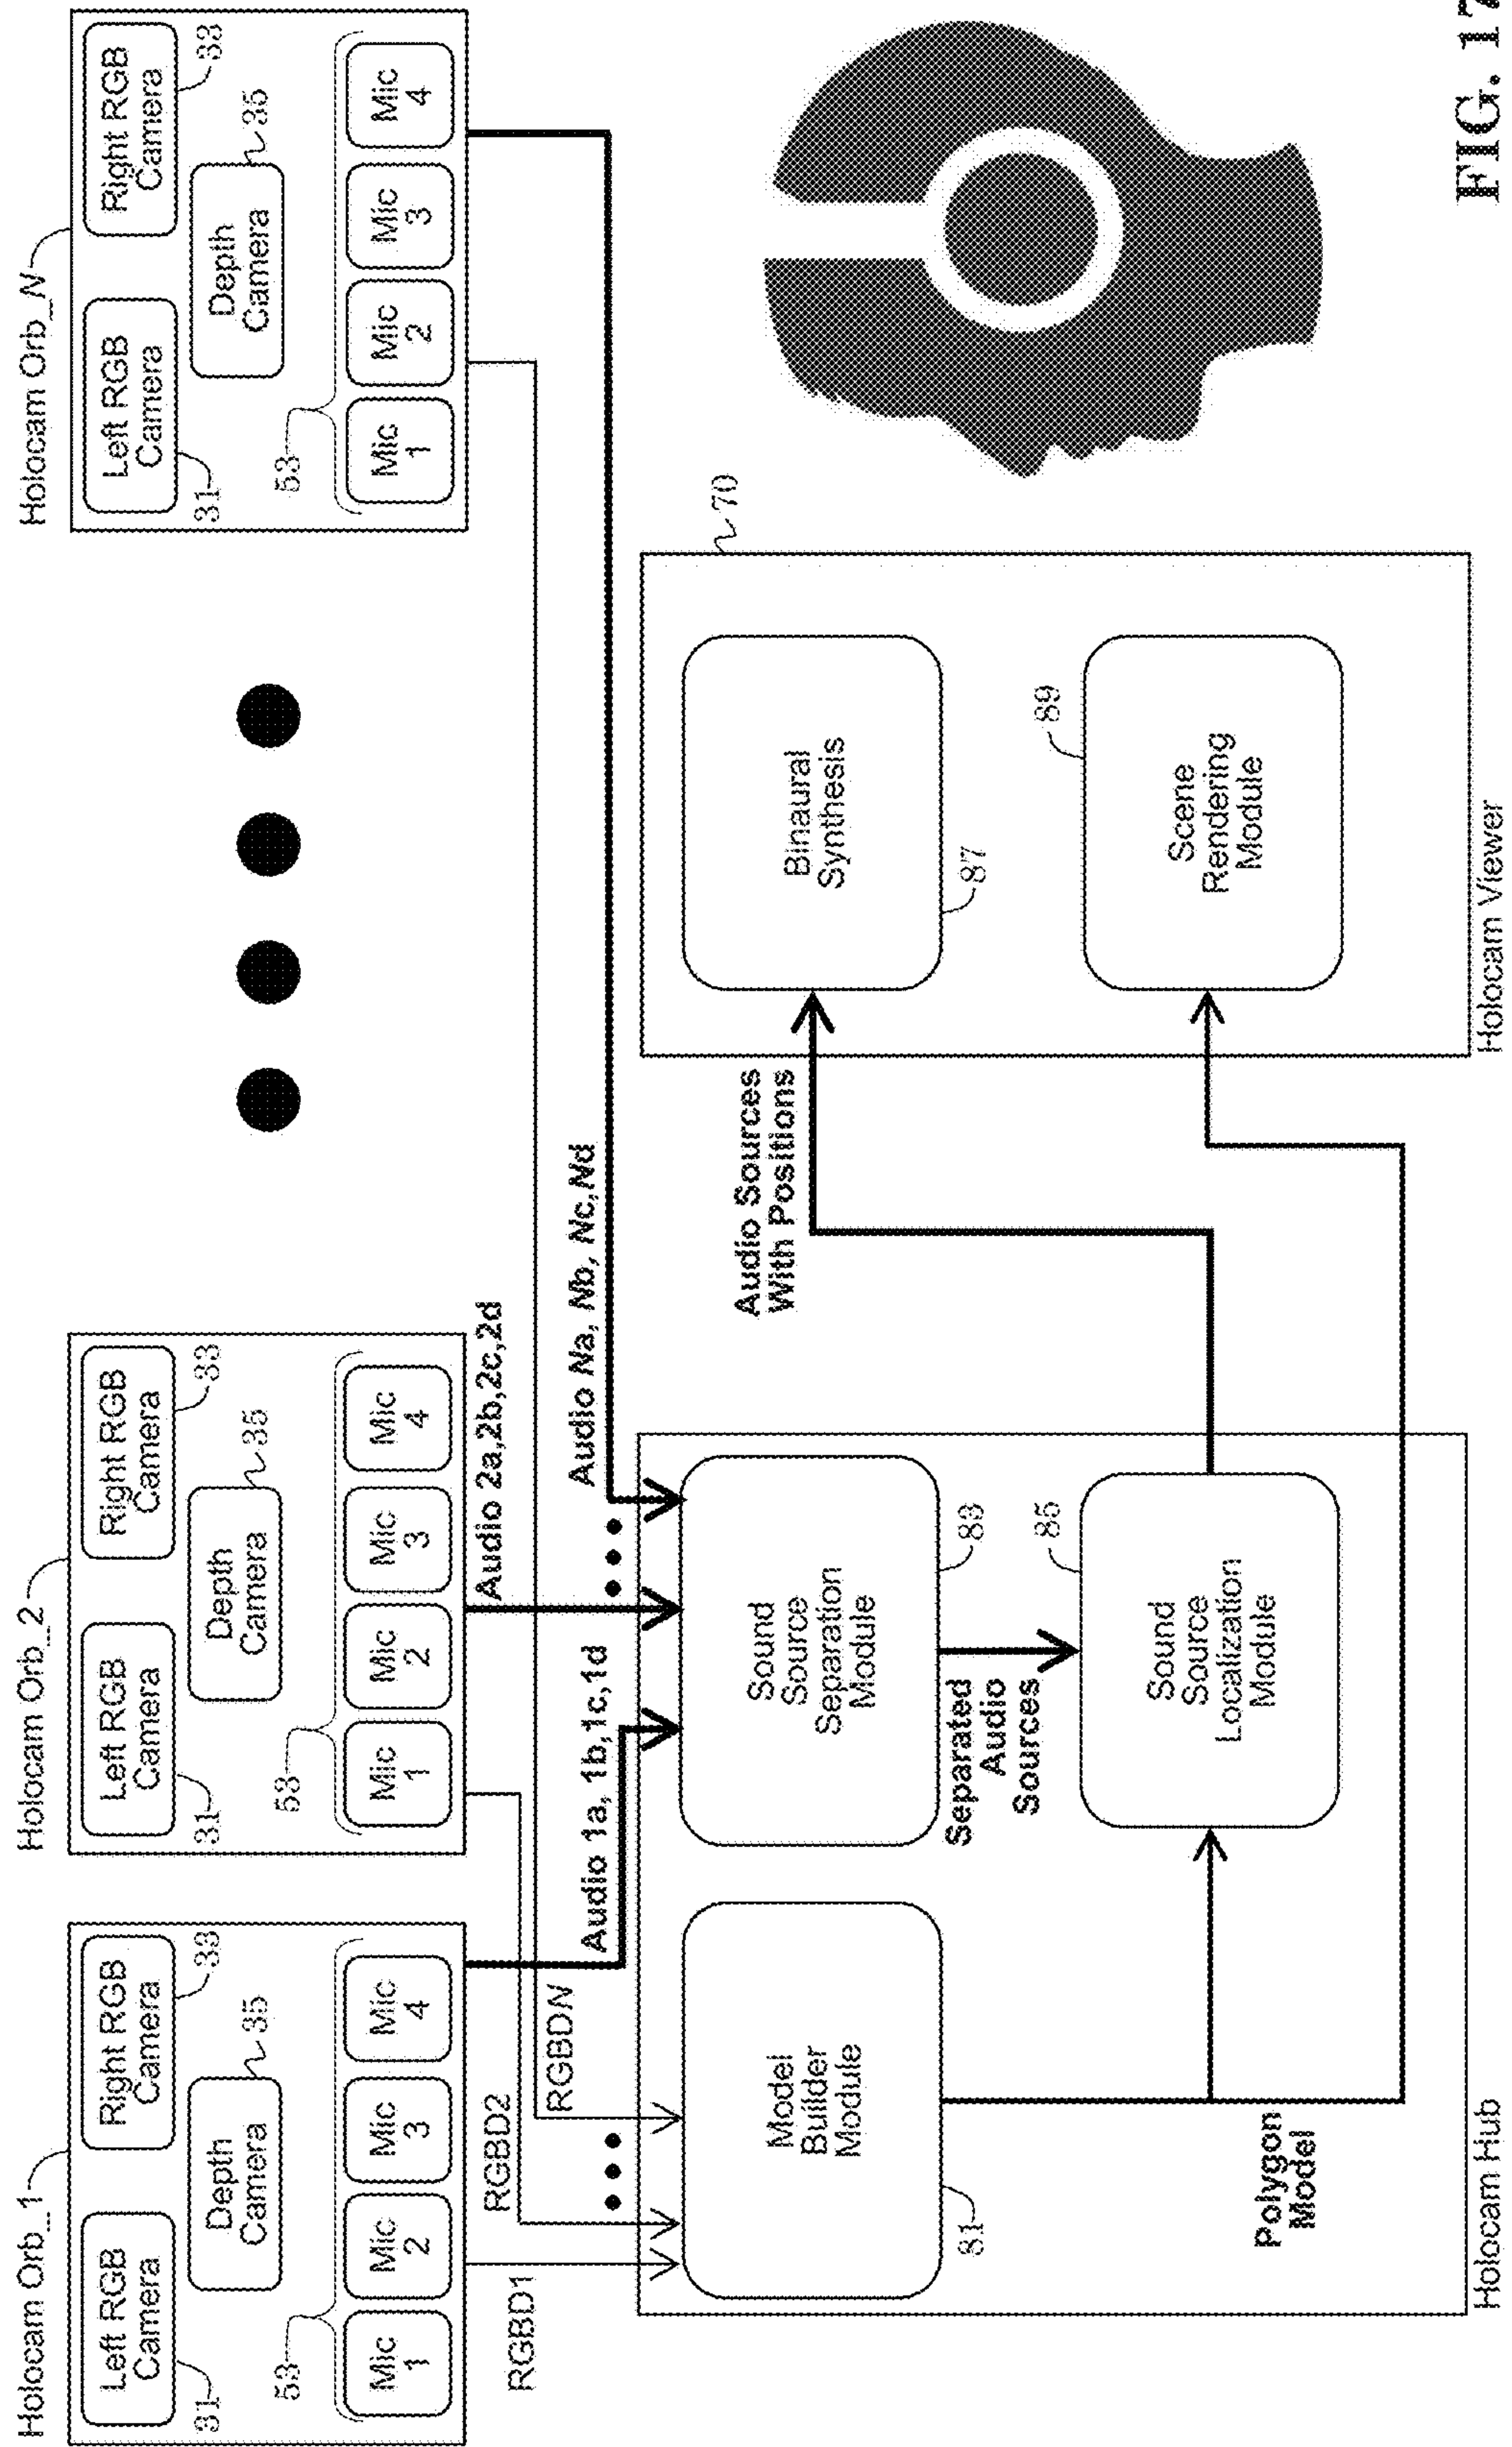 Holocam Orb_1
Left RGB
Camera
31
Right RGB
Camera
33
Depth
Camera
35
53
Mic
1
Mic
2
Mic
3
Mic
4
Holocam Orb_2
Left RGB
Camera
31
Right RGB
Camera
33
Depth
Camera
35
53
Mic
1
Mic
2
Mic
3
Mic
4
Holocam Orb_N
Left RGB
Camera
31
Right RGB
Camera
33
Depth
Camera
35
53
Mic
1
Mic
2
Mic
3
Mic
4
RGBD1
RGBD2
RGBDN
Audio 1a, 1b,1c,1d
Audio 2a,2b,2c,2d
Audio Na, Nb, Nc,Nd
Model
Builder
Module
81
Sound
Source
Separation
Module
83
Separated
Audio
Sources
Sound
Source
Localization
Module
85
Polygon
Model
Holocam Hub
Audio Sources
With Positions
70
Binaural
Synthesis
87
Scene
Rendering
Module
89
Holocam Viewer
FIG. 17